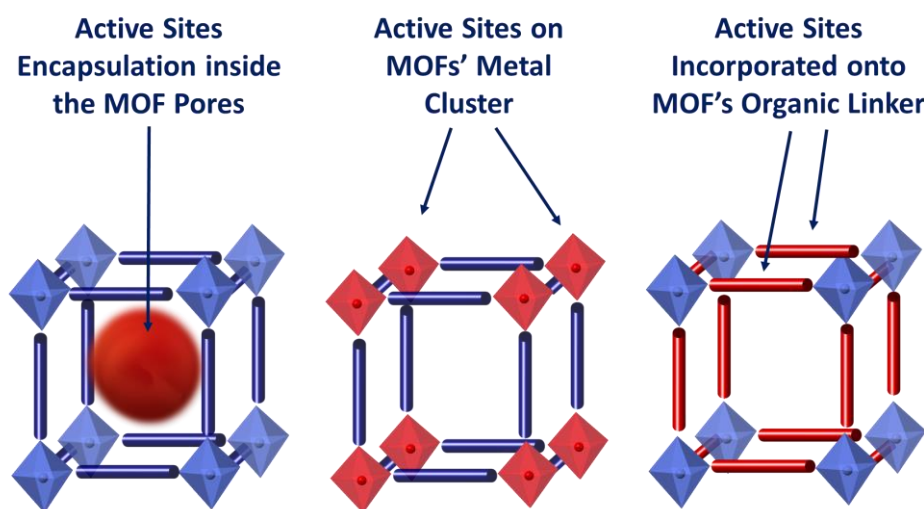 Active Sites
Encapsulation inside
the MOF Pores
Active Sites on
MOFs’ Metal
Cluster
Active Sites
Incorporated onto
MOF’s Organic Linker